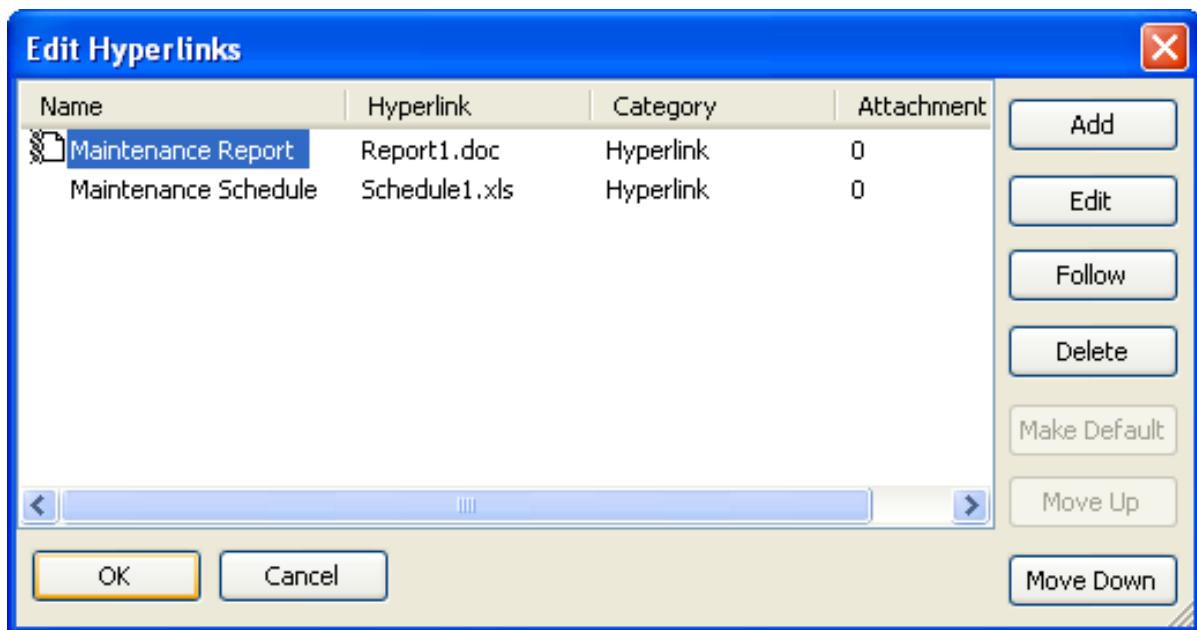 Edit Hyperlinks
Name Hyperlink Category Attachment
Maintenance Report Report1.doc Hyperlink 0
Maintenance Schedule Schedule1.xls Hyperlink 0
Add
Edit
Follow
Delete
Make Default
Move Up
Move Down
OK Cancel